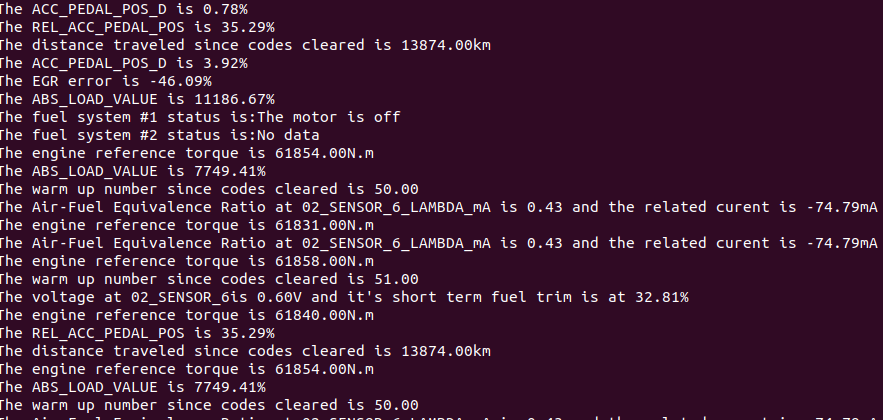 The ACC_PEDAL_POS_D is 0.78%
The REL_ACC_PEDAL_POS is 35.29%
The distance traveled since codes cleared is 13874.00km
The ACC_PEDAL_POS_D is 3.92%
The EGR error is -46.09%
The ABS_LOAD_VALUE is 11186.67%
The fuel system #1 status is:The motor is off
The fuel system #2 status is:No data
The engine reference torque is 61854.00N.m
The ABS_LOAD_VALUE is 7749.41%
The warm up number since codes cleared is 50.00
The Air-Fuel Equivalence Ratio at 02_SENSOR_6_LAMBDA_mA is 0.43 and the related curent is -74.79mA
The engine reference torque is 61831.00N.m
The Air-Fuel Equivalence Ratio at 02_SENSOR_6_LAMBDA_mA is 0.43 and the related curent is -74.79mA
The engine reference torque is 61858.00N.m
The warm up number since codes cleared is 51.00
The voltage at 02_SENSOR_6is 0.60V and it's short term fuel trim is at 32.81%
The engine reference torque is 61840.00N.m
The REL_ACC_PEDAL_POS is 35.29%
The distance traveled since codes cleared is 13874.00km
The engine reference torque is 61854.00N.m
The ABS_LOAD_VALUE is 7749.41%
The warm up number since codes cleared is 50.00